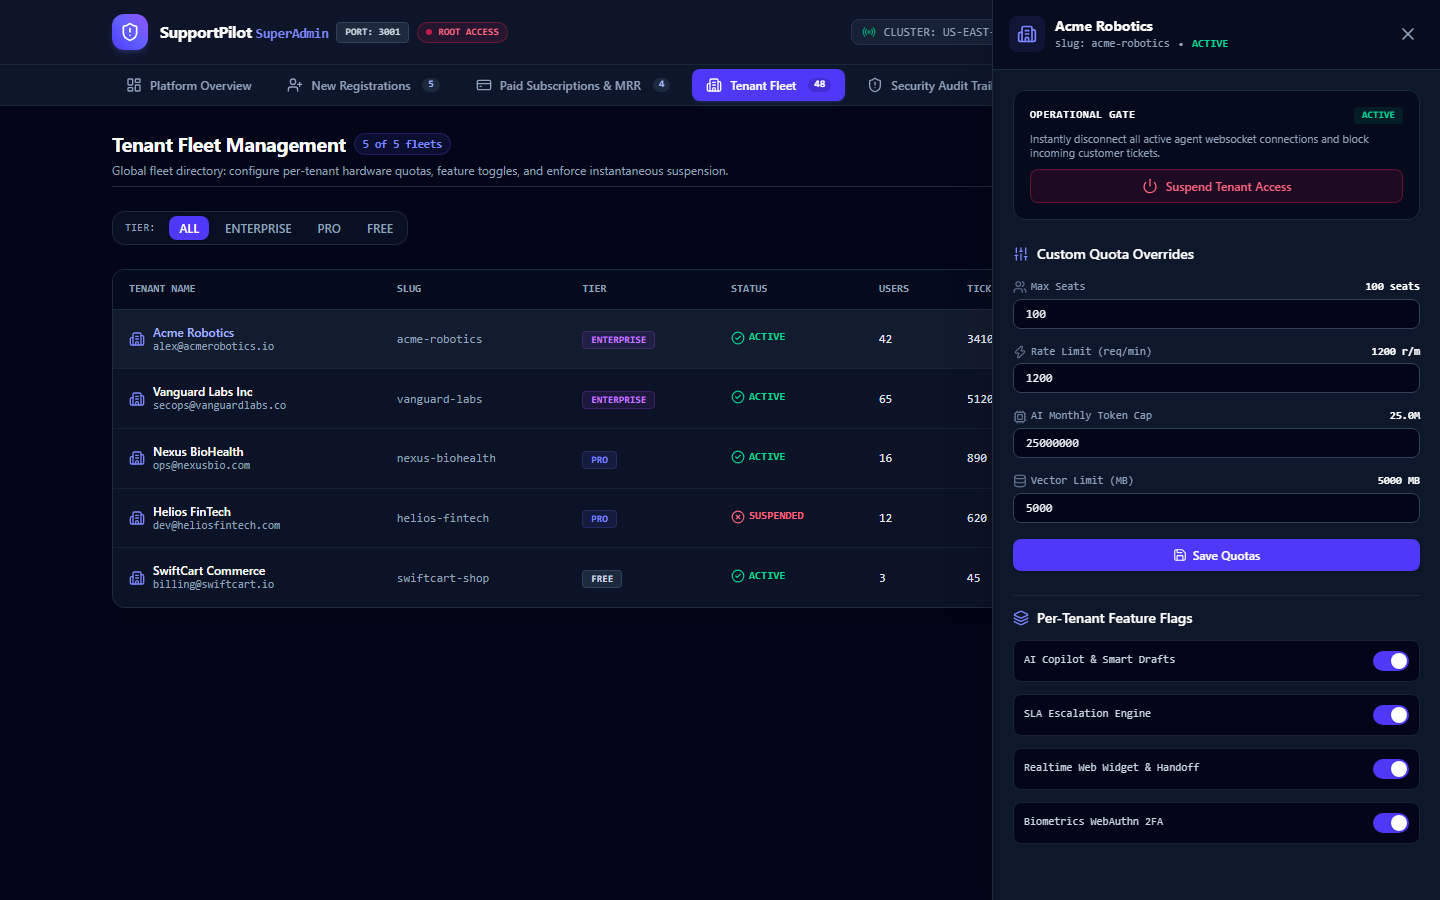 SupportPilot SuperAdmin PORT: 3001 ROOT ACCESS CLUSTER: US-EAST-
Platform Overview New Registrations 5 Paid Subscriptions & MRR 4 Tenant Fleet 48 Security Audit Trail
Tenant Fleet Management 5 of 5 fleets
Global fleet directory: configure per-tenant hardware quotas, feature toggles, and enforce instantaneous suspension.
TIER: ALL ENTERPRISE PRO FREE
TENANT NAME SLUG TIER STATUS USERS TICK
Acme Robotics
alex@acmerobotics.io
acme-robotics ENTERPRISE ACTIVE 42 3410
Vanguard Labs Inc
secops@vanguardlabs.co
vanguard-labs ENTERPRISE ACTIVE 65 5120
Nexus BioHealth
ops@nexusbio.com
nexus-biohealth PRO ACTIVE 16 890
Helios FinTech
dev@heliosfintech.com
helios-fintech PRO SUSPENDED 12 620
SwiftCart Commerce
billing@swiftcart.io
swiftcart-shop FREE ACTIVE 3 45
Acme Robotics
slug: acme-robotics • ACTIVE
OPERATIONAL GATE ACTIVE
Instantly disconnect all active agent websocket connections and block
incoming customer tickets.
Suspend Tenant Access
Custom Quota Overrides
Max Seats 100 seats
100
Rate Limit (req/min) 1200 r/m
1200
AI Monthly Token Cap 25.0M
25000000
Vector Limit (MB) 5000 MB
5000
Save Quotas
Per-Tenant Feature Flags
AI Copilot & Smart Drafts
SLA Escalation Engine
Realtime Web Widget & Handoff
Biometrics WebAuthn 2FA